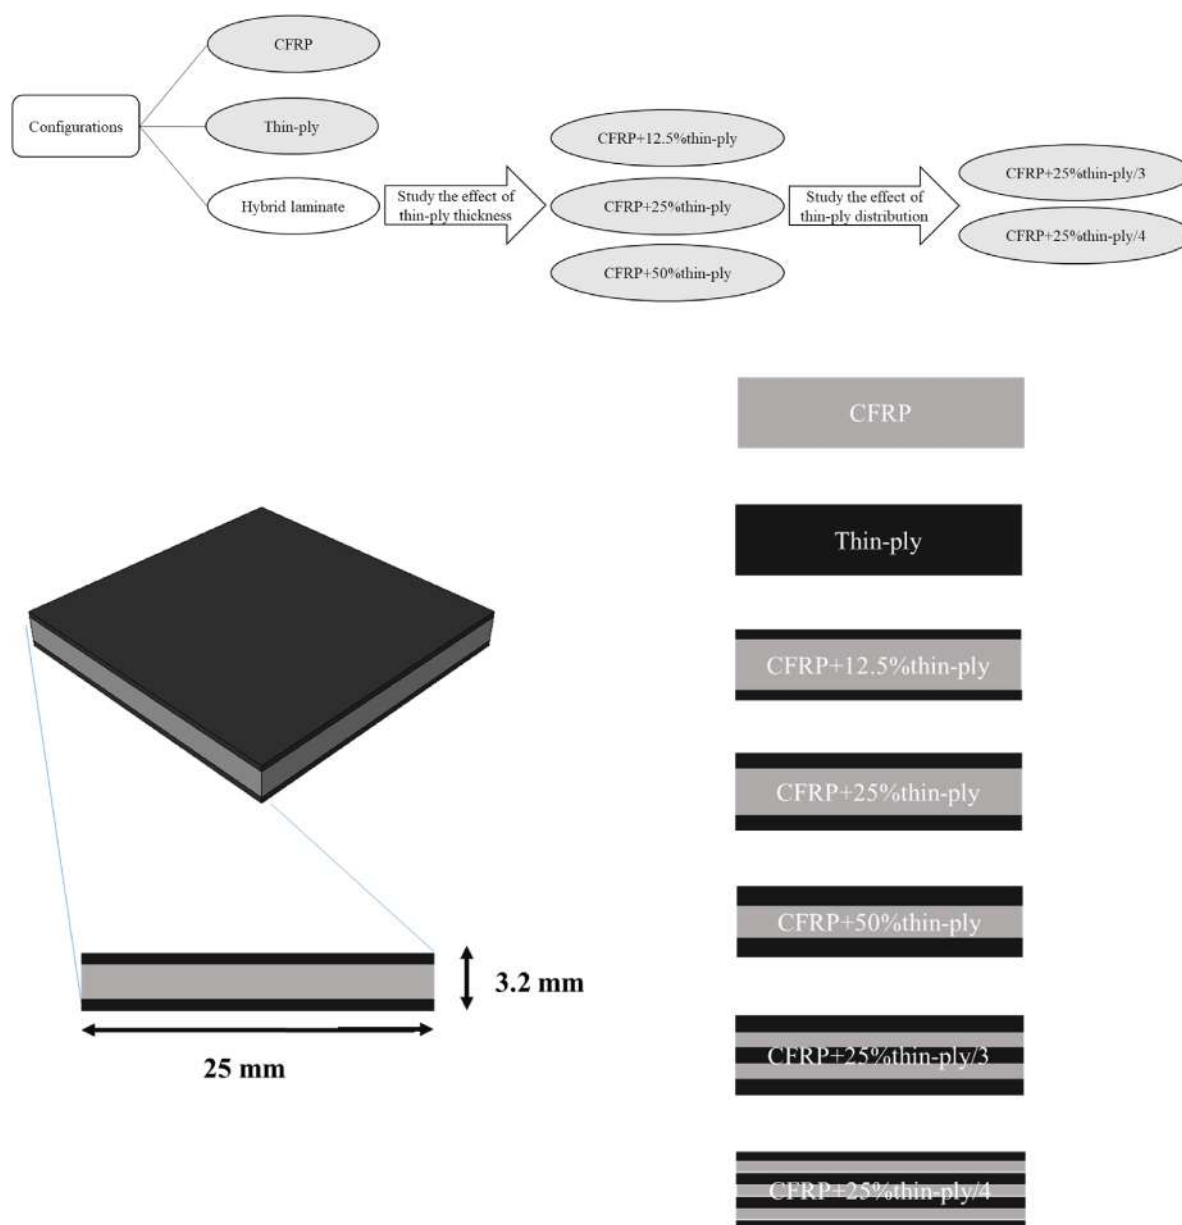 CFRP
Configurations
Thin-ply
Hybrid laminate
Study the effect of
thin-ply thickness
CFRP+12.5%thin-ply
CFRP+25%thin-ply
CFRP+50%thin-ply
Study the effect of
thin-ply distribution
CFRP+25%thin-ply/3
CFRP+25%thin-ply/4
3.2 mm
25 mm
CFRP
Thin-ply
CFRP+12.5%thin-ply
CFRP+25%thin-ply
CFRP+50%thin-ply
CFRP+25%thin-ply/3
CFRP+25%thin-ply/4